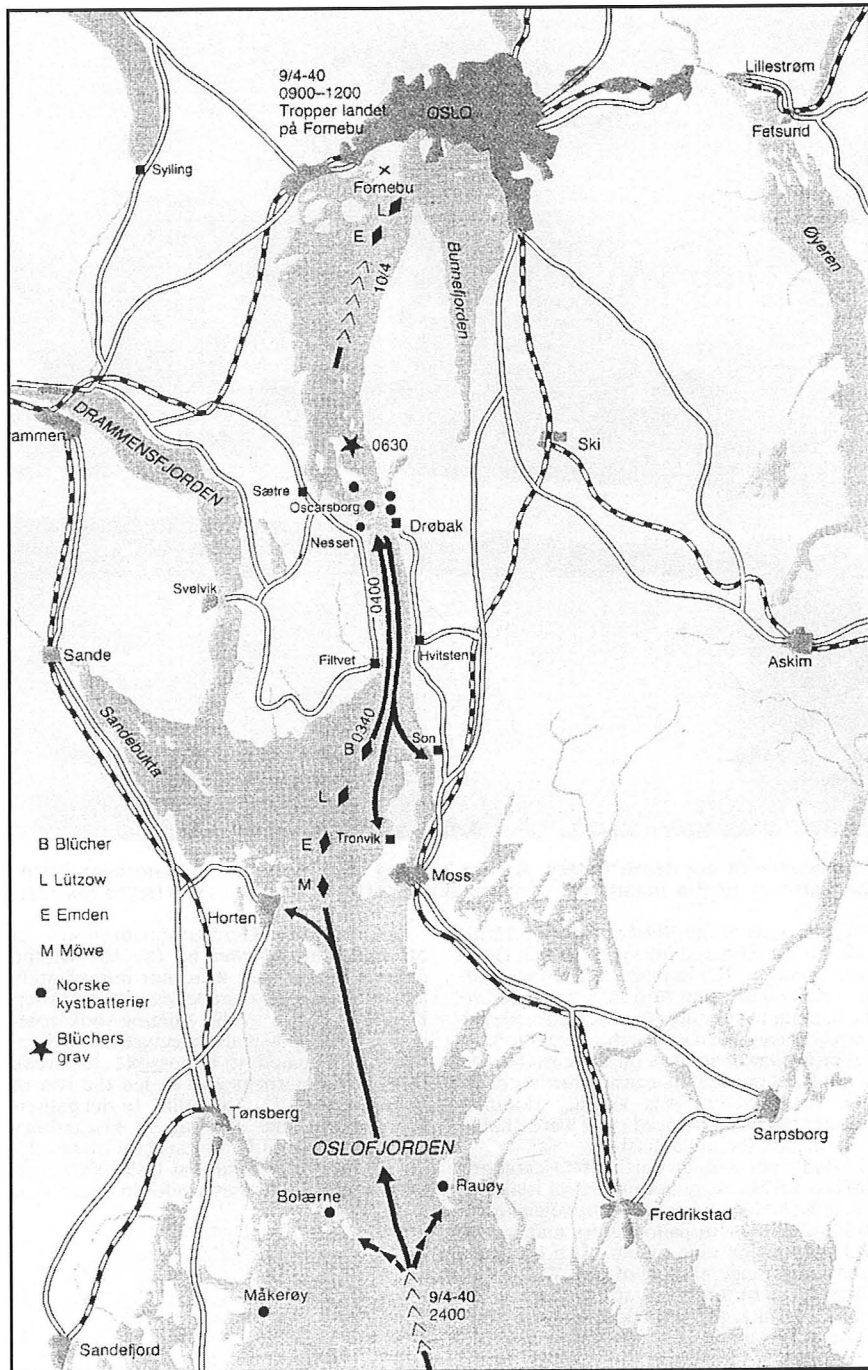 9/4-40
0900–1200
Tropper landet
på Fornebu
OSLO
Lillestrøm
Fetsund
Sylling
Fornebu
L
E
10/4
Bunnefjorden
Øyeren
rammen
DRAMMENSFJORDEN
0630
Ski
Sætre
Oscarsborg
Drøbak
Nesset
Svelvik
0400
Sande
Filtvet
Hvitsten
Askim
Sandebukta
0340
B
Son
L
E
Tronvik
M
Moss
Horten
B Blücher
L Lützow
E Emden
M Möwe
Norske
kystbatterier
Blüchers
grav
Tønsberg
OSLOFJORDEN
Sarpsborg
Bolærne
Rauøy
Fredrikstad
Måkerøy
9/4-40
2400
Sandefjord